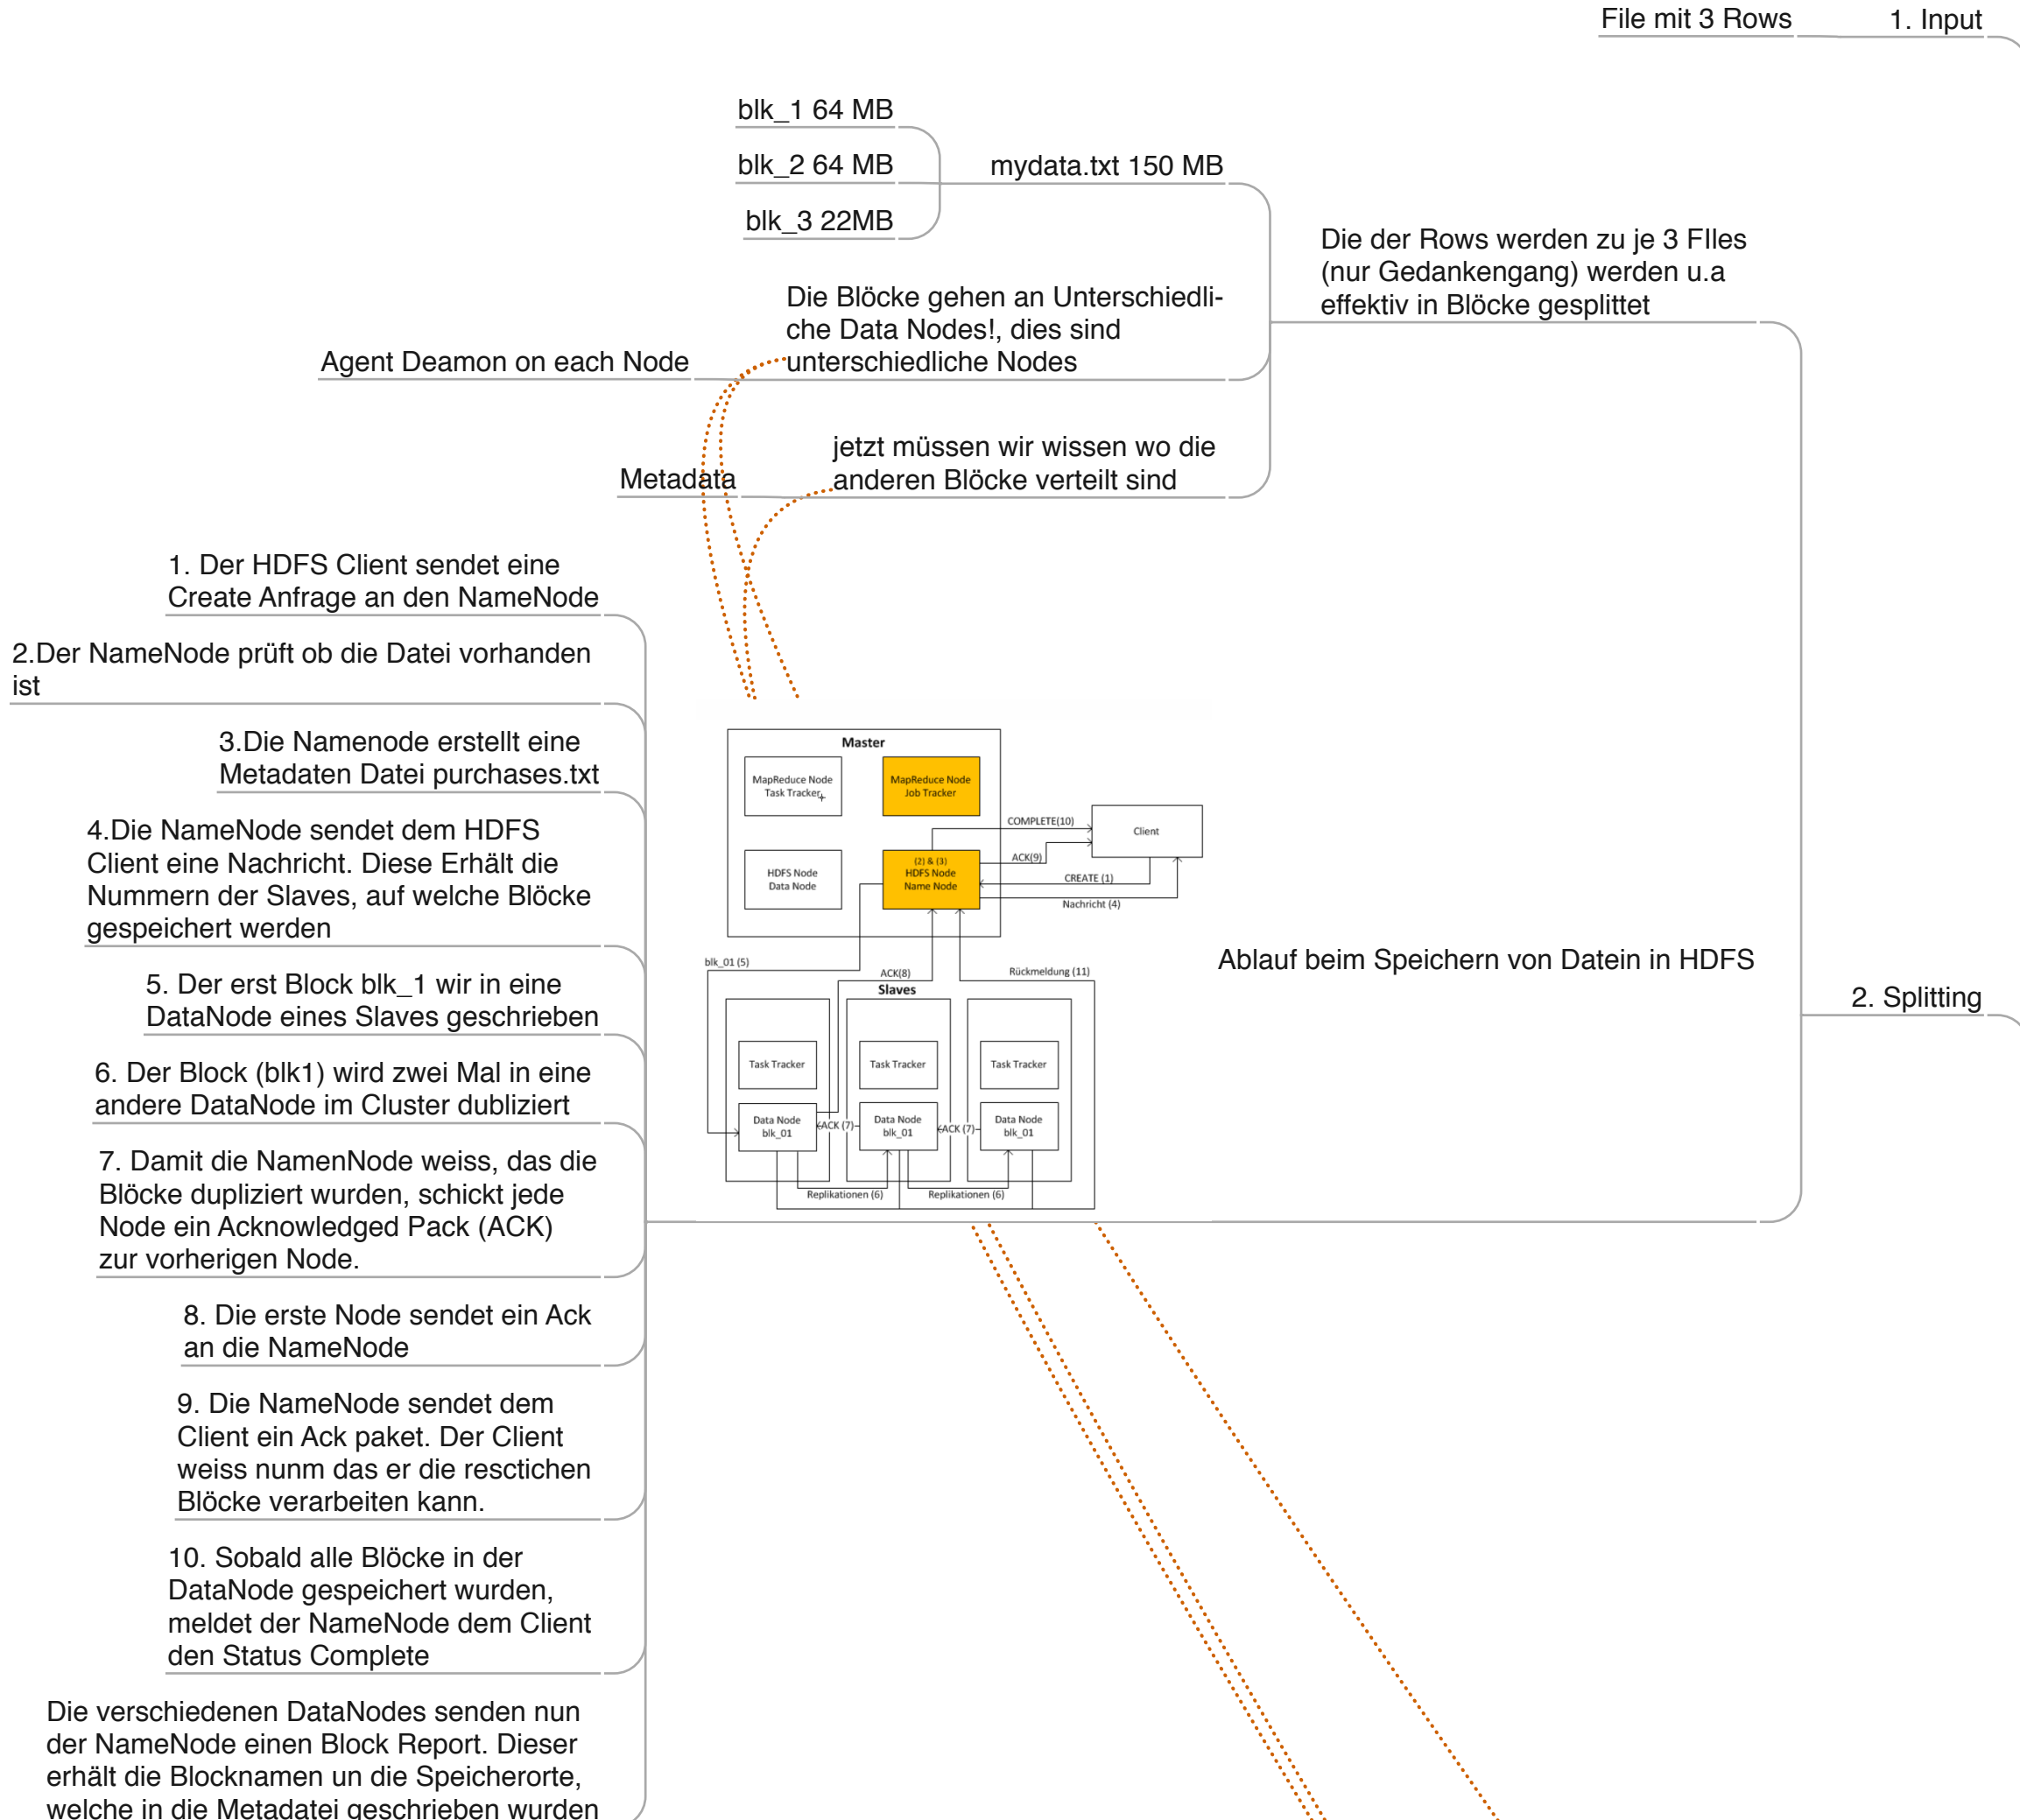 File mit 3 Rows
1. Input
blk_1 64 MB
blk_2 64 MB
blk_3 22MB
mydata.txt 150 MB
Die der Rows werden zu je 3 FIles
(nur Gedankengang) werden u.a
effektiv in Blöcke gesplittet
Die Blöcke gehen an Unterschiedli-
che Data Nodes!, dies sind
unterschiedliche Nodes
Agent Deamon on each Node
jetzt müssen wir wissen wo die
anderen Blöcke verteilt sind
Metadata
1. Der HDFS Client sendet eine
Create Anfrage an den NameNode
2.Der NameNode prüft ob die Datei vorhanden
ist
3.Die Namenode erstellt eine
Metadaten Datei purchases.txt
4.Die NameNode sendet dem HDFS
Client eine Nachricht. Diese Erhält die
Nummern der Slaves, auf welche Blöcke
gespeichert werden
5. Der erst Block blk_1 wir in eine
DataNode eines Slaves geschrieben
6. Der Block (blk1) wird zwei Mal in eine
andere DataNode im Cluster dubliziert
7. Damit die NamenNode weiss, das die
Blöcke dupliziert wurden, schickt jede
Node ein Acknowledged Pack (ACK)
zur vorherigen Node.
8. Die erste Node sendet ein Ack
an die NameNode
9. Die NameNode sendet dem
Client ein Ack paket. Der Client
weiss nunm das er die resctichen
Blöcke verarbeiten kann.
10. Sobald alle Blöcke in der
DataNode gespeichert wurden,
meldet der NameNode dem Client
den Status Complete
Die verschiedenen DataNodes senden nun
der NameNode einen Block Report. Dieser
erhält die Blocknamen un die Speicherorte,
welche in die Metadatei geschrieben wurden
Master
MapReduce Node
Task Tracker
MapReduce Node
Job Tracker
HDFS Node
Data Node
(2) & (3)
HDFS Node
Name Node
COMPLETE(10)
Client
ACK(9)
CREATE (1)
Nachricht (4)
blk_01 (5)
ACK(8)
Rückmeldung (11)
Slaves
Task Tracker
Task Tracker
Task Tracker
Data Node
blk_01
ACK (7)
Data Node
blk_01
ACK (7)
Data Node
blk_01
Replikationen (6)
Replikationen (6)
Ablauf beim Speichern von Datein in HDFS
2. Splitting